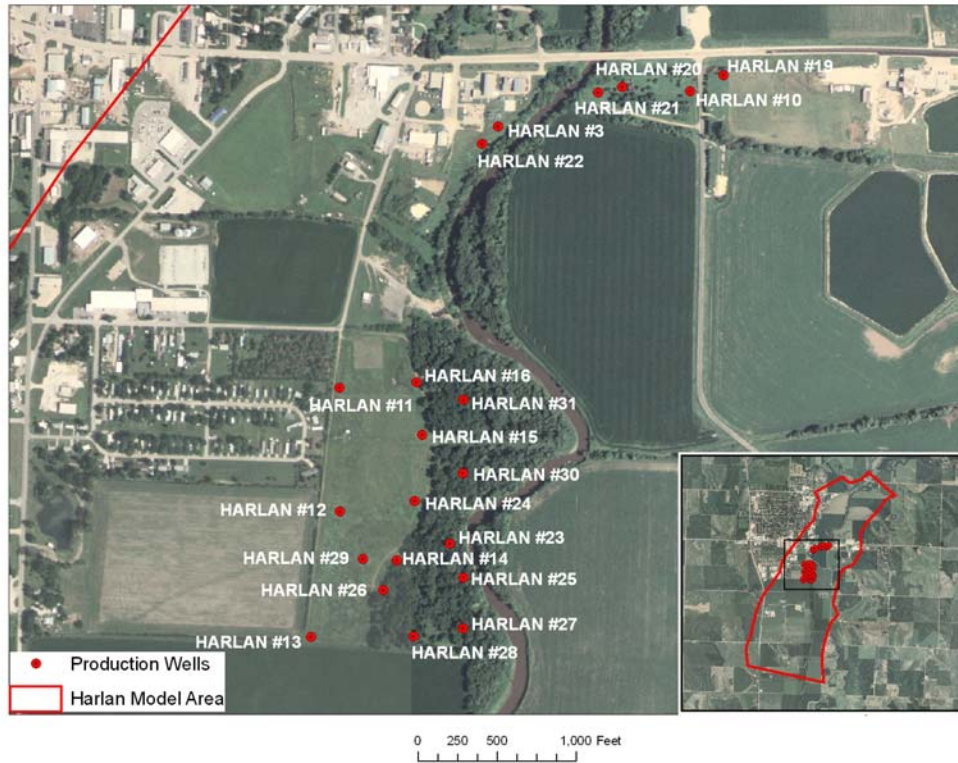 HARLAN #19
HARLAN #20
HARLAN #10
HARLAN #21
HARLAN #3
HARLAN #22
HARLAN #16
HARLAN #11
HARLAN #31
HARLAN #15
HARLAN #30
HARLAN #24
HARLAN #12
HARLAN #23
HARLAN #29
HARLAN #14
HARLAN #25
HARLAN #26
HARLAN #27
HARLAN #13
HARLAN #28
Production Wells
Harlan Model Area
0 250 500 1,000 Feet